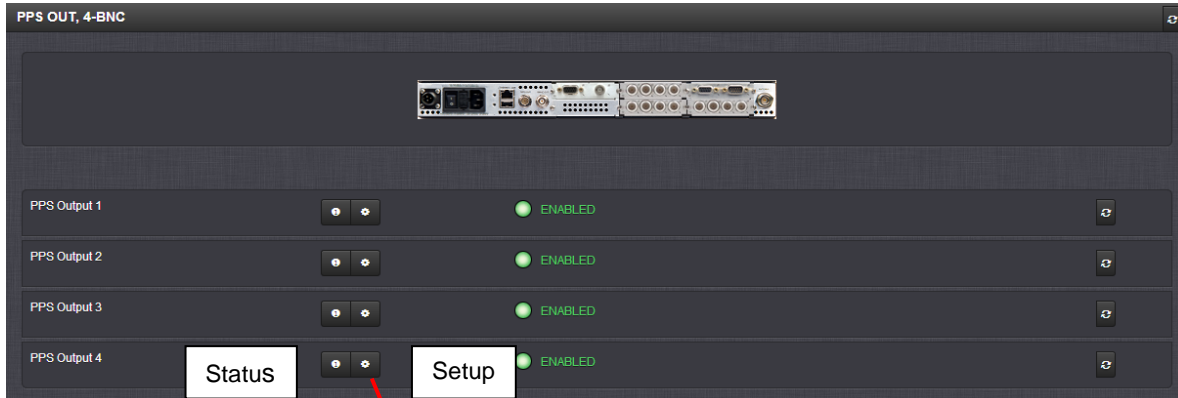 PPS OUT, 4-BNC
PPS Output 1 ENABLED
PPS Output 2 ENABLED
PPS Output 3 ENABLED
PPS Output 4 Status Setup ENABLED